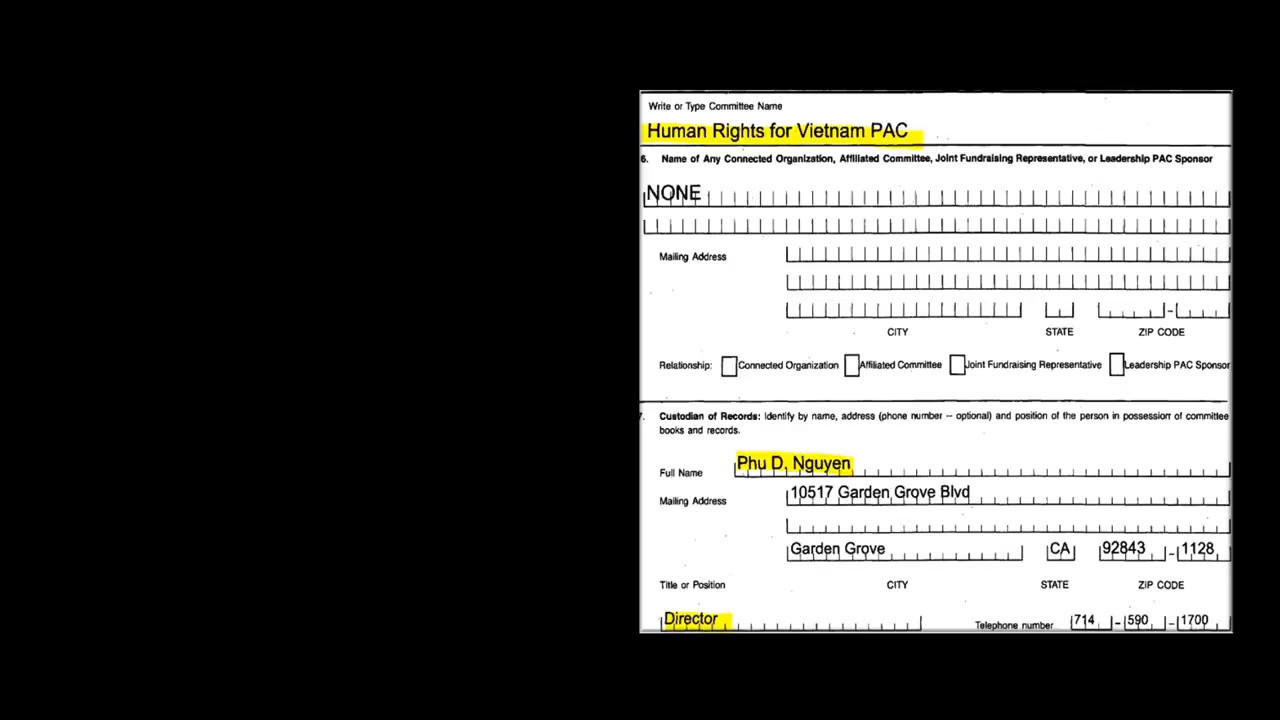 Write or Type Committee Name
Human Rights for Vietnam PAC
6. Name of Any Connected Organization, Affiliated Committee, Joint Fundraising Representative, or Leadership PAC Sponsor
NONE
Mailing Address
-
CITY STATE ZIP CODE
Relationship: Connected Organization Affiliated Committee Joint Fundraising Representative Leadership PAC Sponsor
7. Custodian of Records: Identify by name, address (phone number -- optional) and position of the person in possession of committee
books and records.
Full Name Phu D. Nguyen
Mailing Address 10517 Garden Grove Blvd
Garden Grove CA 92843 - 1128
Title or Position CITY STATE ZIP CODE
Director Telephone number 714 - 590 - 1700